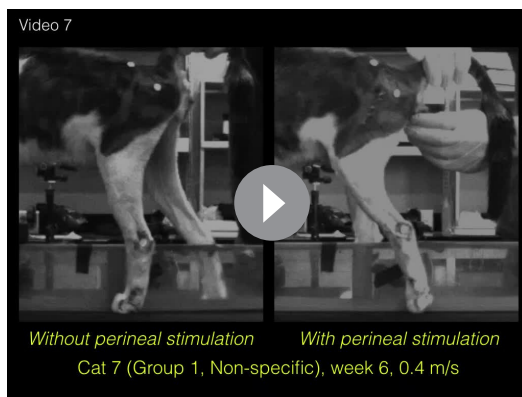 Video 7
Without perineal stimulation
With perineal stimulation
Cat 7 (Group 1, Non-specific), week 6, 0.4 m/s